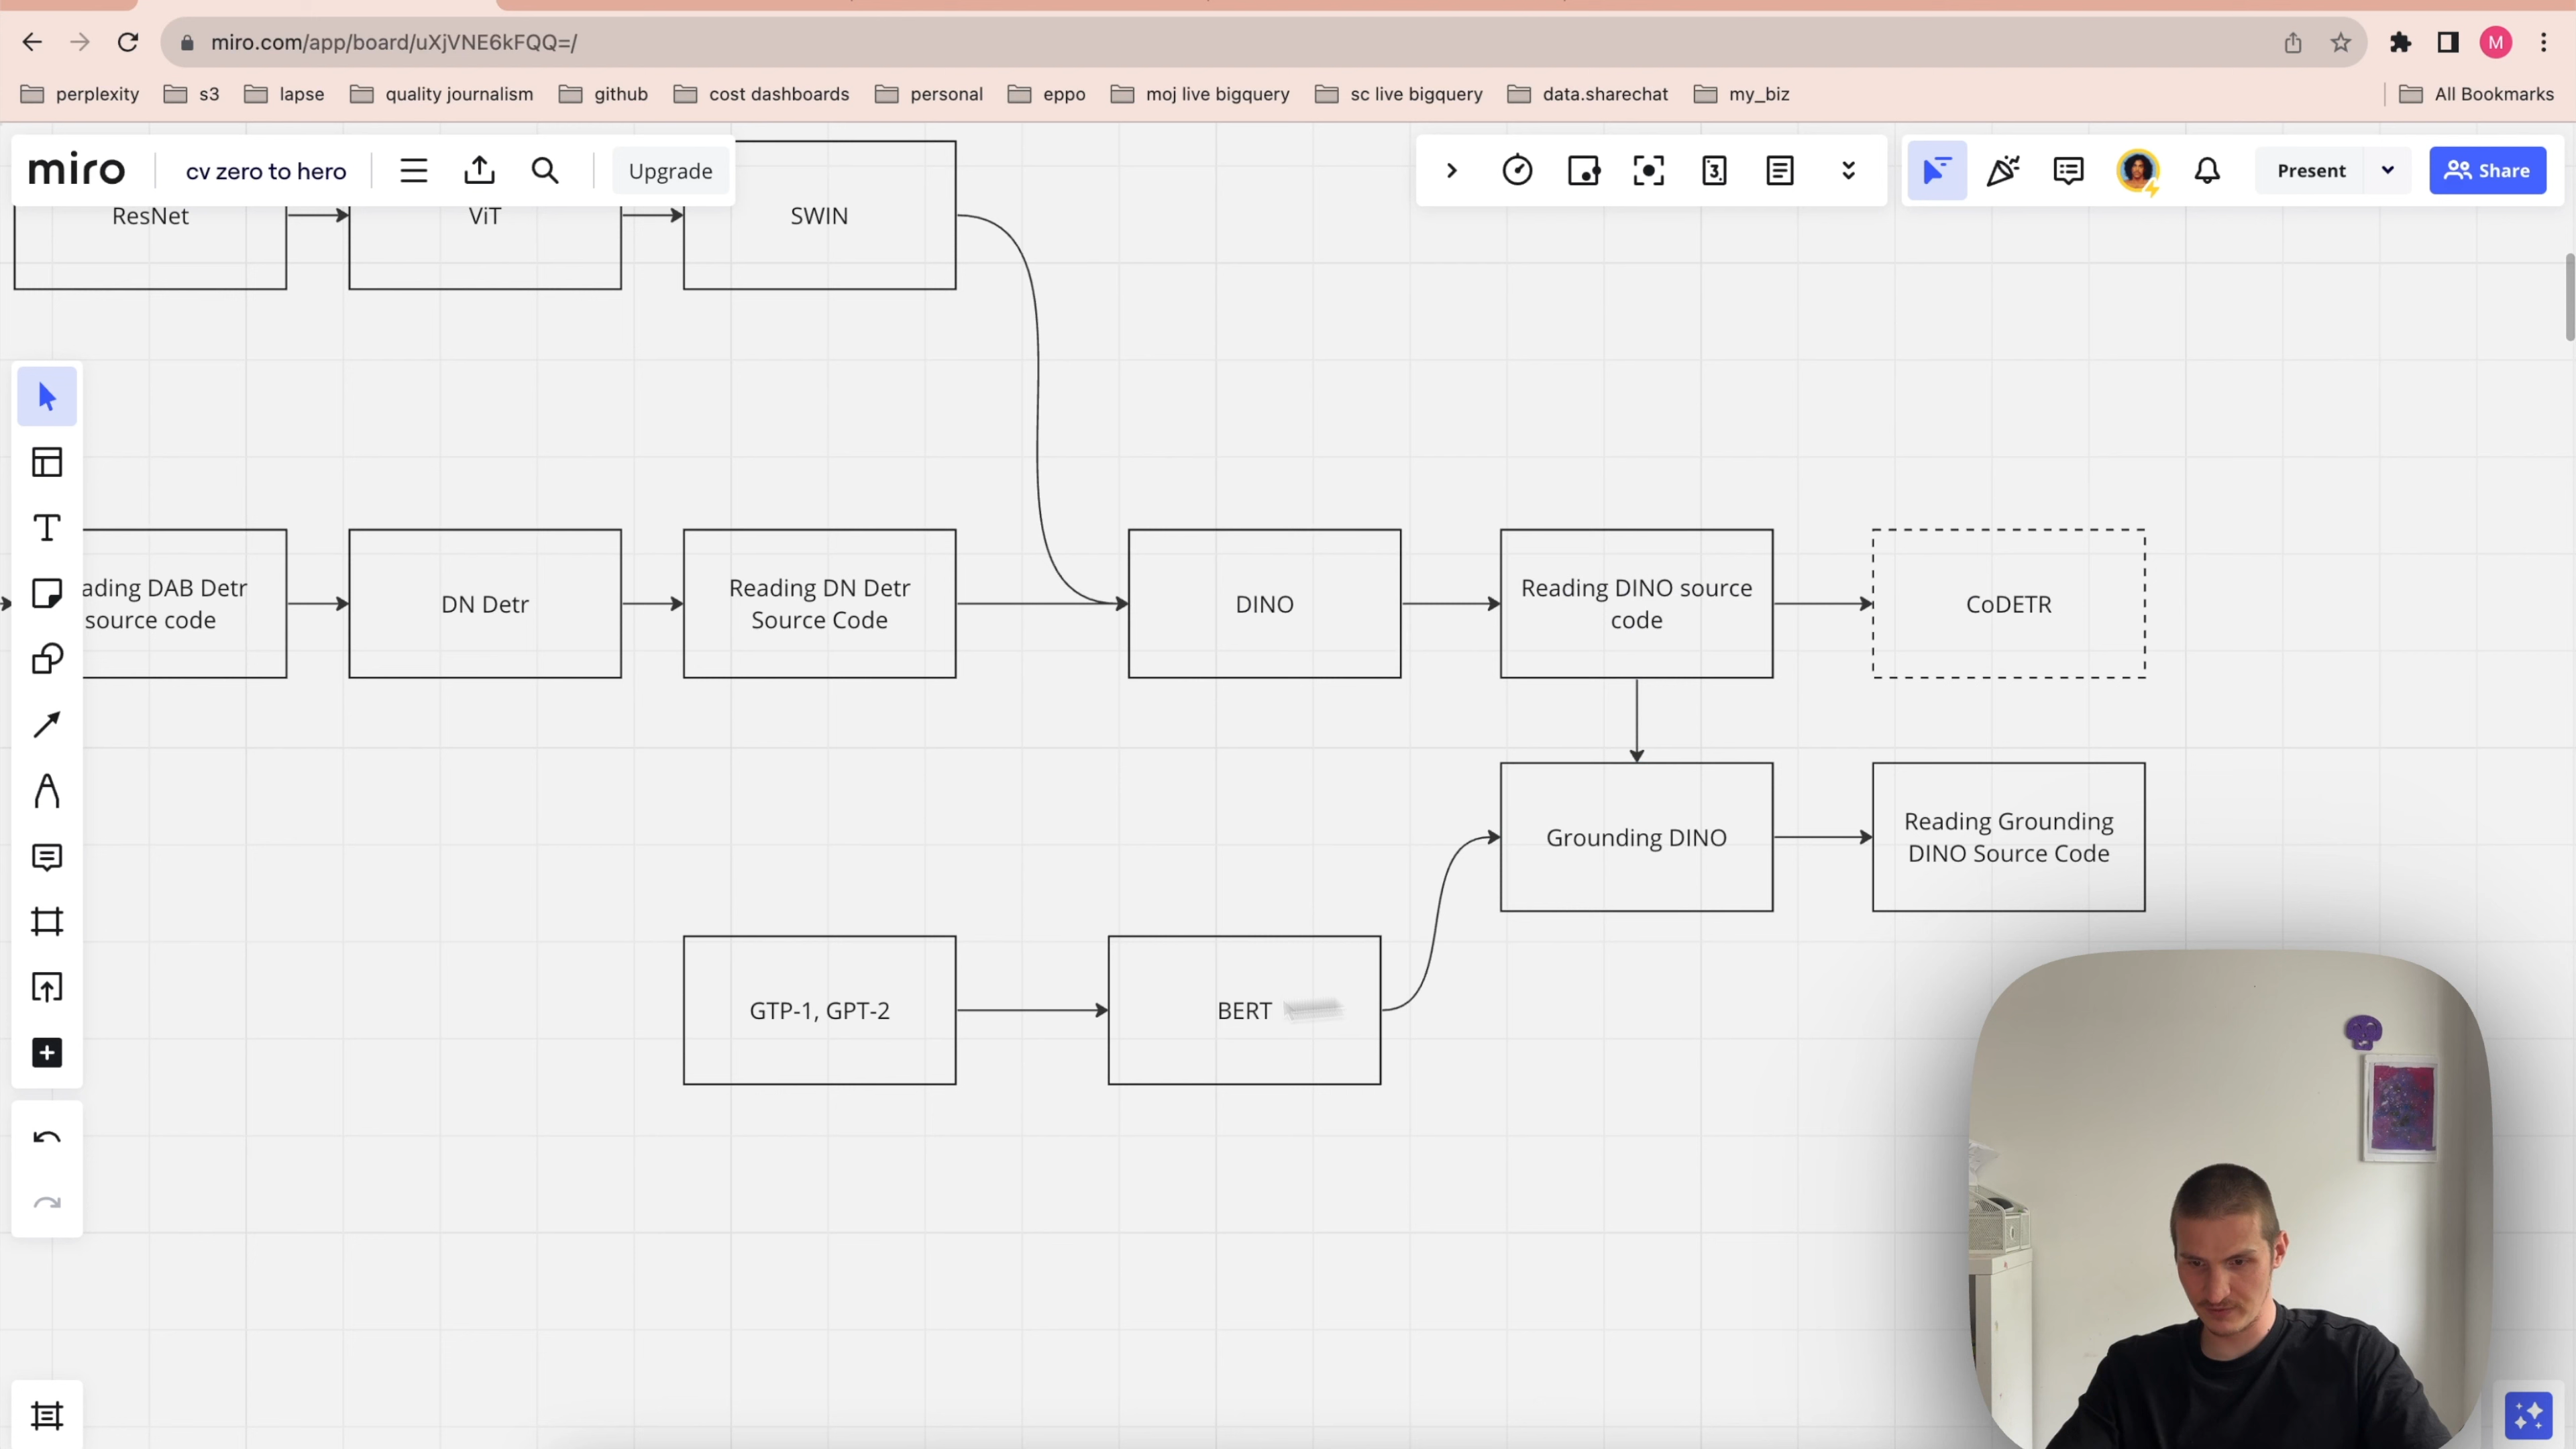 miro.com/app/board/uXjVNE6kFQQ=/
M
perplexity s3 lapse quality journalism github cost dashboards personal eppo moj live bigquery sc live bigquery data.sharechat my_biz All Bookmarks
miro cv zero to hero Upgrade
3
Present Share
ResNet
ViT
SWIN
ading DAB Detr
source code
DN Detr
Reading DN Detr
Source Code
DINO
Reading DINO source
code
CoDETR
Grounding DINO
Reading Grounding
DINO Source Code
GTP-1, GPT-2
BERT